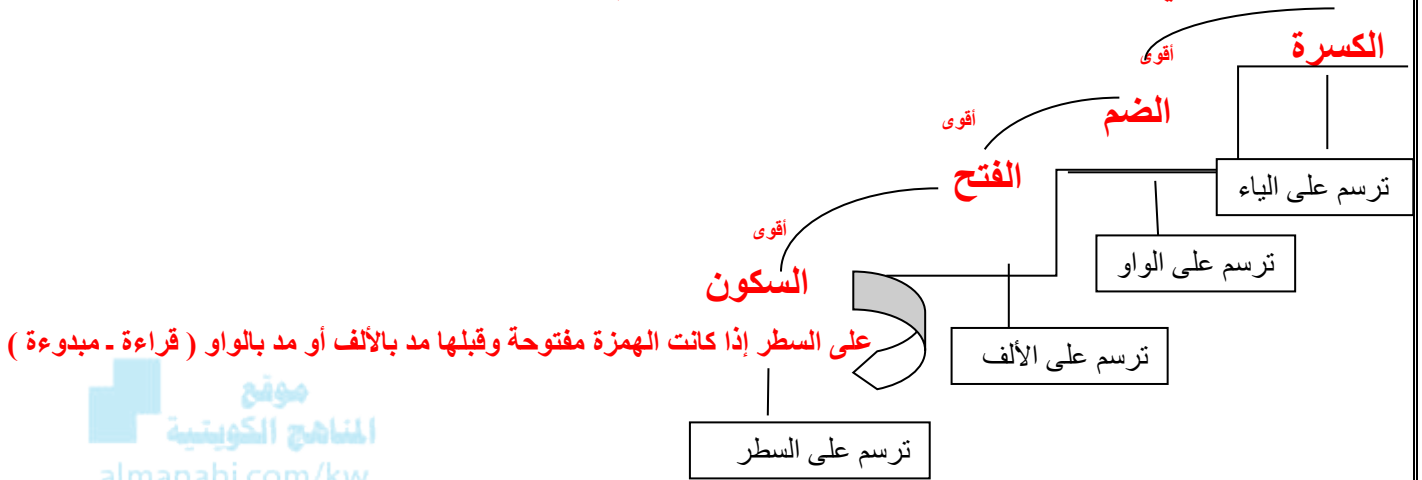 الكسرة
أقوى
الضم
أقوى
الفتح
ترسم على الياء
أقوى
ترسم على الواو
السكون
على السطر إذا كانت الهمزة مفتوحة وقبلها مد بالألف أو مد بالواو ( قراءة ـ مبدوءة )
ترسم على الألف
موقع
المناهج الكويتية
ترسم على السطر
almanahj.com/kw